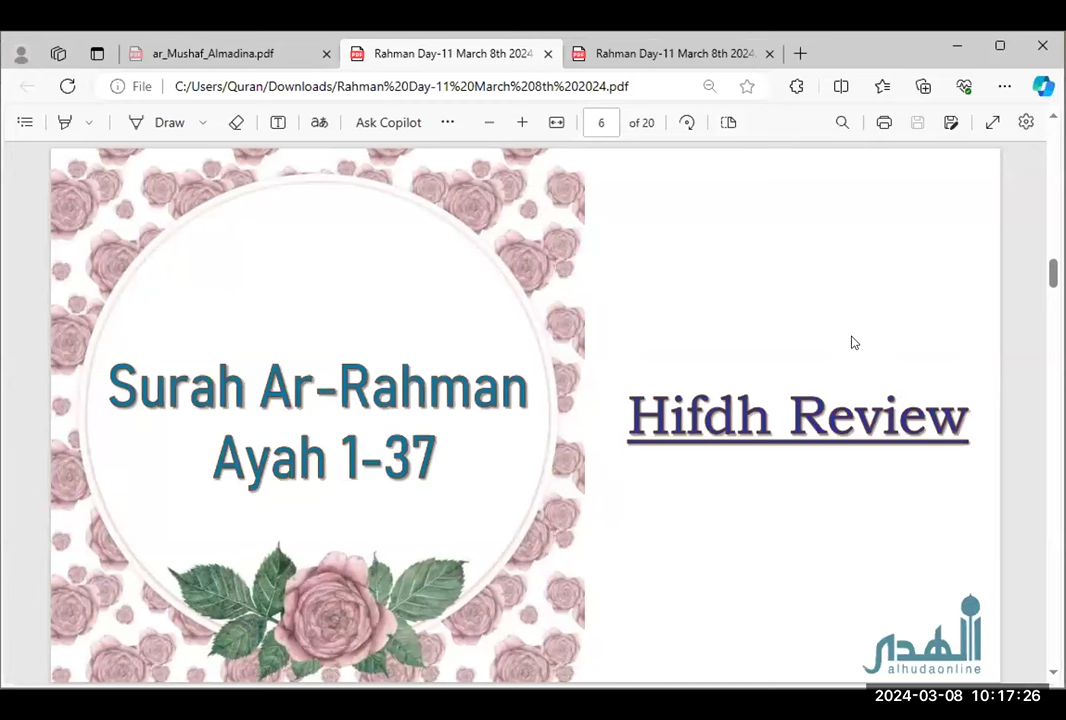 ar_Mushaf_Almadina.pdf
Rahman Day-11 March 8th 2024
Rahman Day-11 March 8th 2024.
File
C:/Users/Quran/Downloads/Rahman%20Day-11%20March%208th%202024.pdf
Draw
Ask Copilot
6
of 20
Surah Ar-Rahman
Ayah 1-37
Hifdh Review
الهدى
alhudaonline
2024-03-08 10:17:26